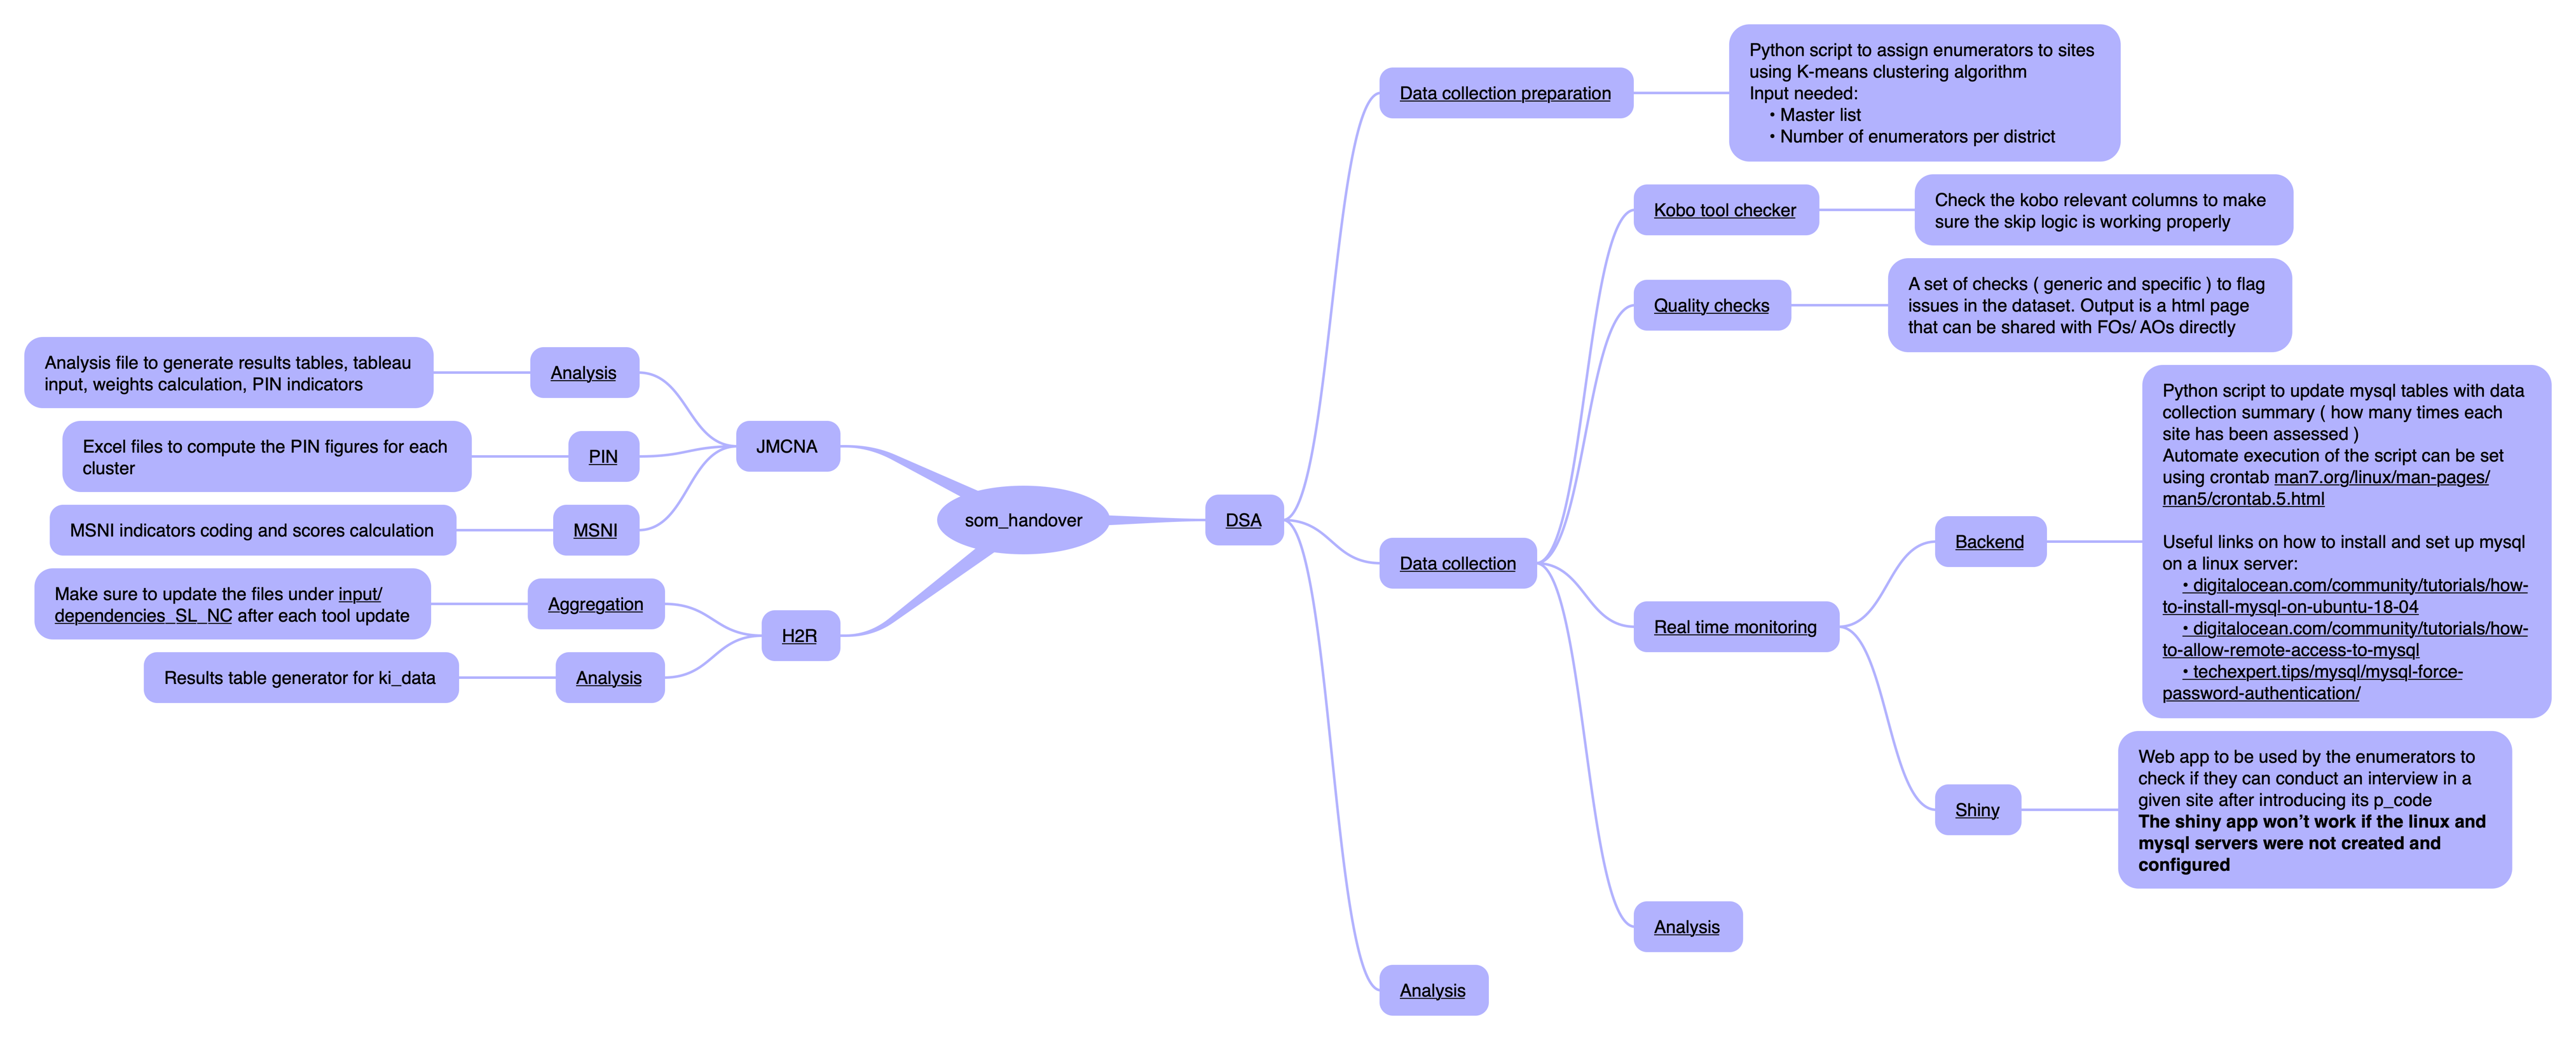 som_handover
JMCNA
Analysis
Analysis file to generate results tables, tableau
input, weights calculation, PIN indicators
PIN
Excel files to compute the PIN figures for each
cluster
MSNI
MSNI indicators coding and scores calculation
H2R
Aggregation
Make sure to update the files under input/
dependencies_SL_NC after each tool update
Analysis
Results table generator for ki_data
DSA
Data collection preparation
Python script to assign enumerators to sites
using K-means clustering algorithm
Input needed:
• Master list
• Number of enumerators per district
Data collection
Kobo tool checker
Check the kobo relevant columns to make
sure the skip logic is working properly
Quality checks
A set of checks ( generic and specific ) to flag
issues in the dataset. Output is a html page
that can be shared with FOs/ AOs directly
Real time monitoring
Backend
Python script to update mysql tables with data
collection summary ( how many times each
site has been assessed )
Automate execution of the script can be set
using crontab man7.org/linux/man-pages/
man5/crontab.5.html
Useful links on how to install and set up mysql
on a linux server:
• digitalocean.com/community/tutorials/how-
to-install-mysql-on-ubuntu-18-04
• digitalocean.com/community/tutorials/how-
to-allow-remote-access-to-mysql
• techexpert.tips/mysql/mysql-force-
password-authentication/
Shiny
Web app to be used by the enumerators to
check if they can conduct an interview in a
given site after introducing its p_code
The shiny app won’t work if the linux and
mysql servers were not created and
configured
Analysis
Analysis